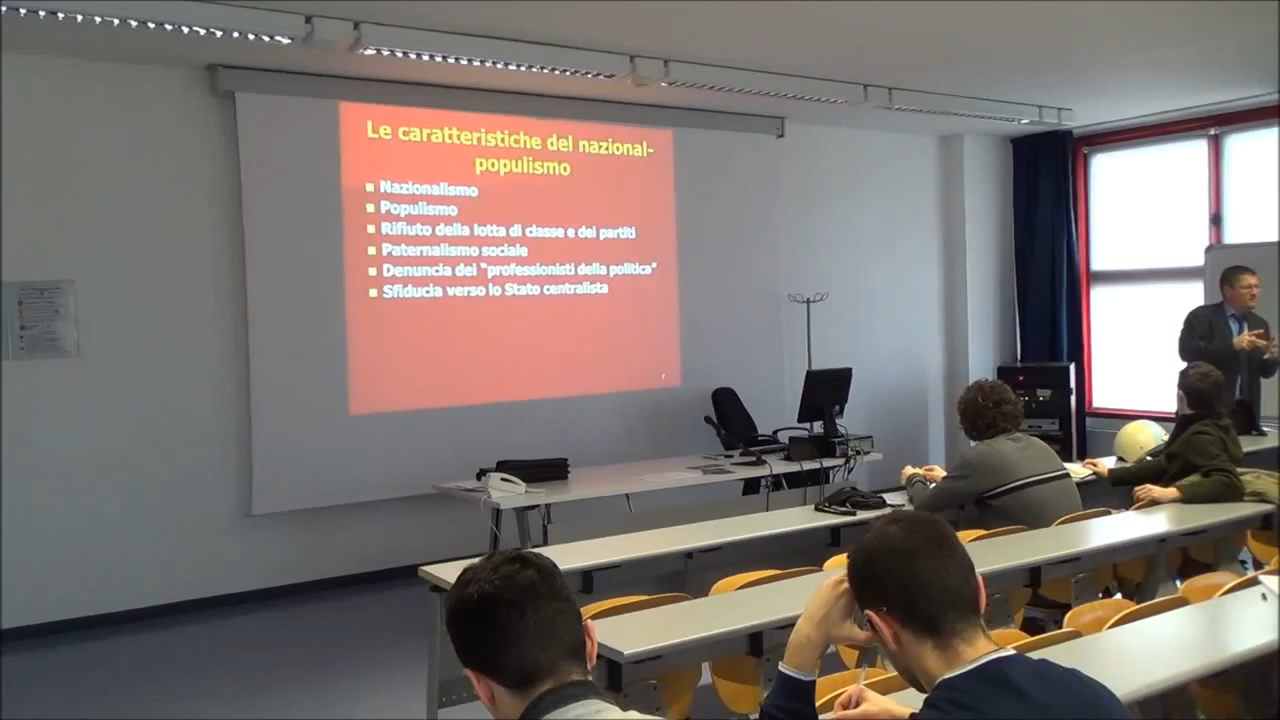 Le caratteristiche del nazional-
populismo
Nazionalismo
Populismo
Rifiuto della lotta di classe e dei partiti
Paternalismo sociale
Denuncia dei “professionisti della politica”
Sfiducia verso lo Stato centralista